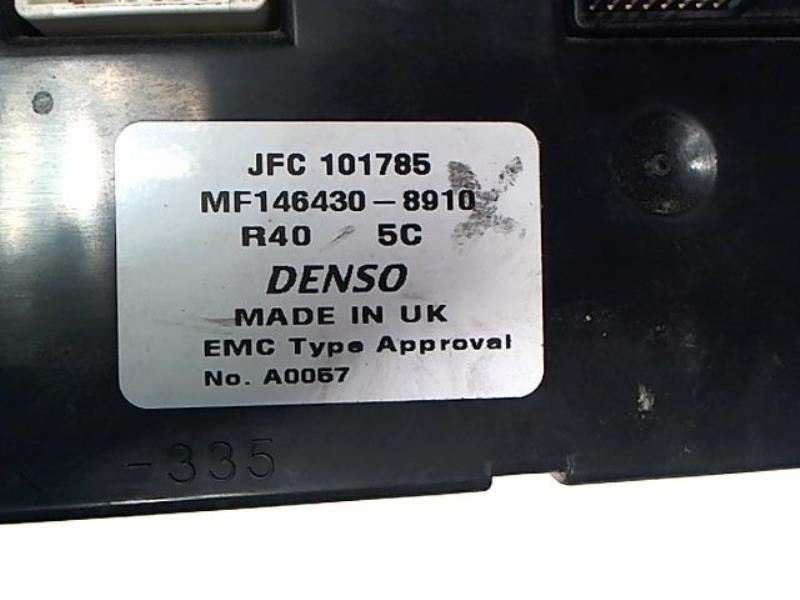 JFC 101785
MF146430-8910
R40 5C
DENSO
MADE IN UK
EMC Type Approval
No. A0057
-335